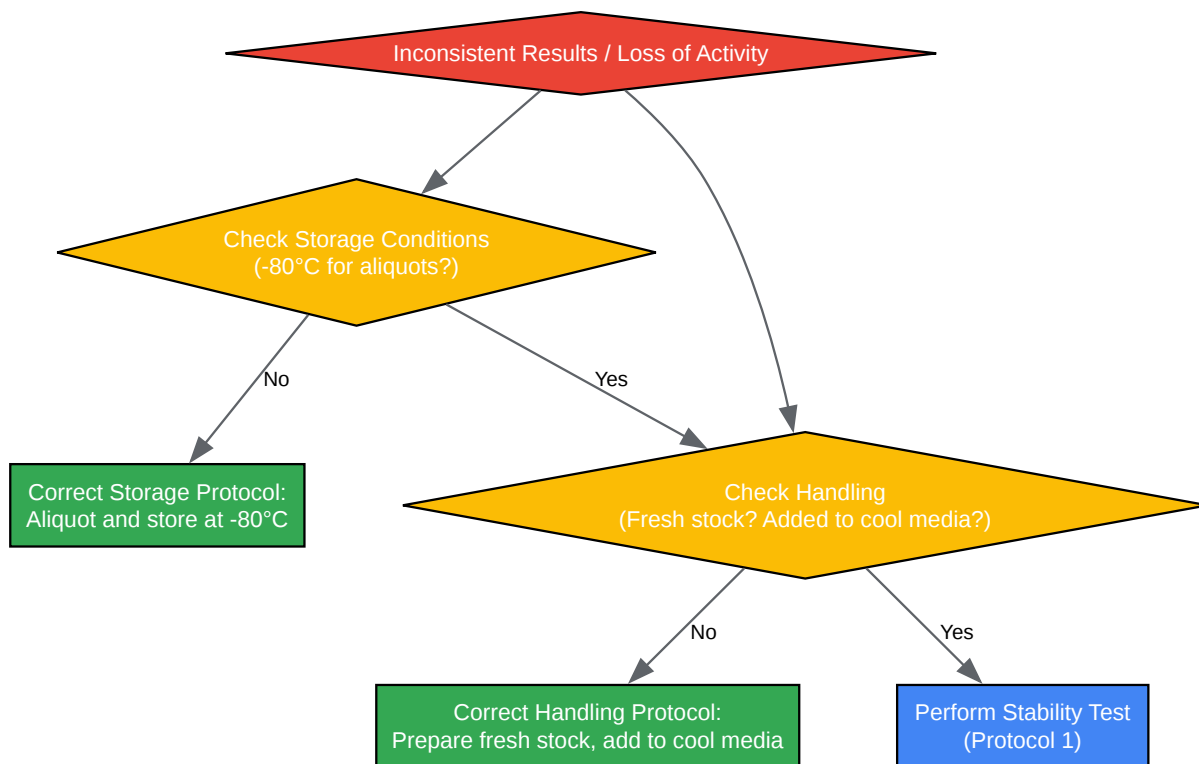 Inconsistent Results / Loss of Activity
Check Storage Conditions
(-80°C for aliquots?)
No
Yes
Correct Storage Protocol:
Aliquot and store at -80°C
Check Handling
(Fresh stock? Added to cool media?)
No
Yes
Correct Handling Protocol:
Prepare fresh stock, add to cool media
Perform Stability Test
(Protocol 1)